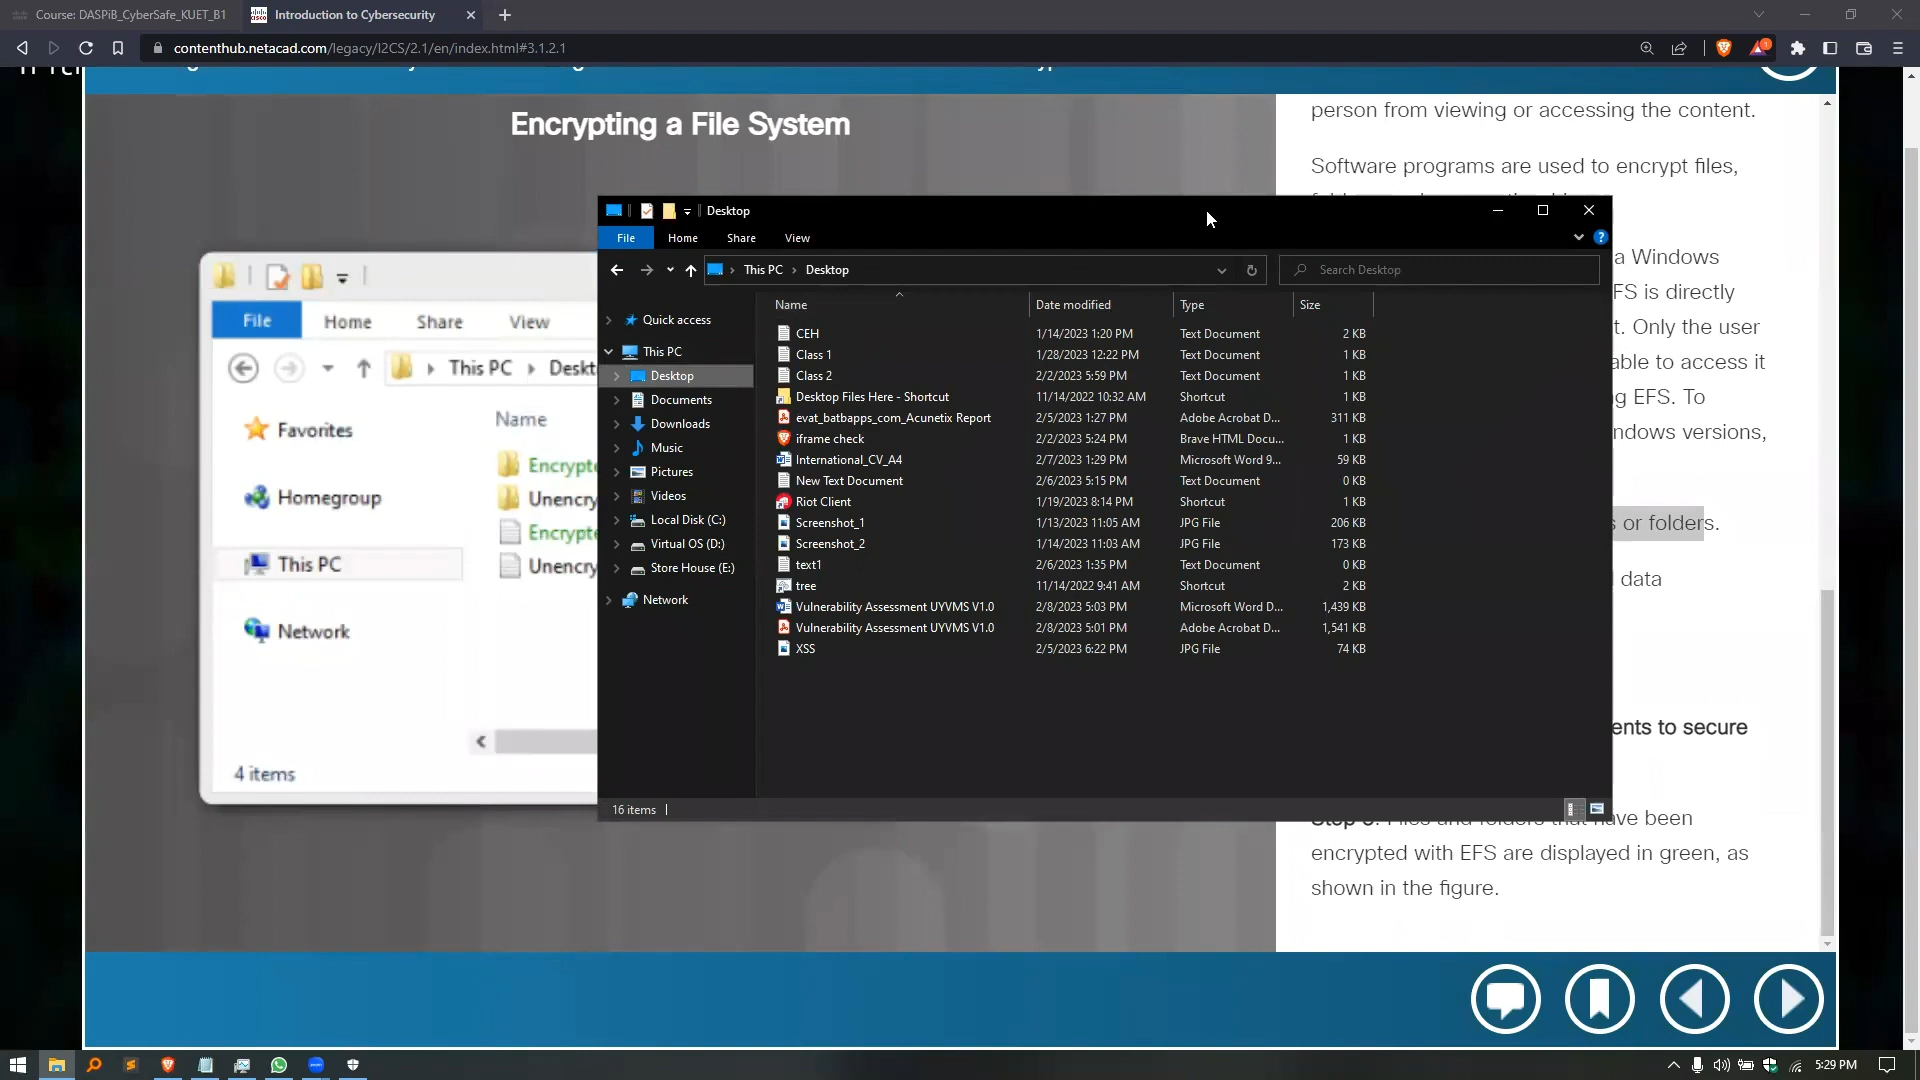 Course: DASPiB_CyberSafe_KUET_B1
Introduction to Cybersecurity
contenthub.netacad.com/legacy/I2CS/2.1/en/index.html#3.1.2.1
Encrypting a File System
File Home Share View
This PC
Favorites
Homegroup
This PC
Network
Name
4 items
Desktop
File Home Share View
This PC Desktop
Search Desktop
Quick access
This PC
Desktop
Documents
Downloads
Music
Pictures
Videos
Local Disk (C:)
Virtual OS (D:)
Store House (E:)
Network
Name Date modified Type Size
CEH 1/14/2023 1:20 PM Text Document 2 KB
Class 1 1/28/2023 12:22 PM Text Document 1 KB
Class 2 2/2/2023 5:59 PM Text Document 1 KB
Desktop Files Here - Shortcut 11/14/2022 10:32 AM Shortcut 1 KB
evat_batbapps_com_Acunetix Report 2/5/2023 1:27 PM Adobe Acrobat D... 311 KB
iframe check 2/2/2023 5:24 PM Brave HTML Docu... 1 KB
International_CV_A4 2/7/2023 1:29 PM Microsoft Word 9... 59 KB
New Text Document 2/6/2023 5:15 PM Text Document 0 KB
Riot Client 1/19/2023 8:14 PM Shortcut 1 KB
Screenshot_1 1/13/2023 11:05 AM JPG File 206 KB
Screenshot_2 1/14/2023 11:03 AM JPG File 173 KB
text1 2/6/2023 1:35 PM Text Document 0 KB
tree 11/14/2022 9:41 AM Shortcut 2 KB
Vulnerability Assessment UYVMS V1.0 2/8/2023 5:03 PM Microsoft Word D... 1,439 KB
Vulnerability Assessment UYVMS V1.0 2/8/2023 5:01 PM Adobe Acrobat D... 1,541 KB
XSS 2/5/2023 6:22 PM JPG File 74 KB
16 items
person from viewing or accessing the content.
Software programs are used to encrypt files,
a Windows
FS is directly
t. Only the user
able to access it
g EFS. To
ndows versions,
s or folders.
data
ents to secure
have been
encrypted with EFS are displayed in green, as
shown in the figure.
5:29 PM